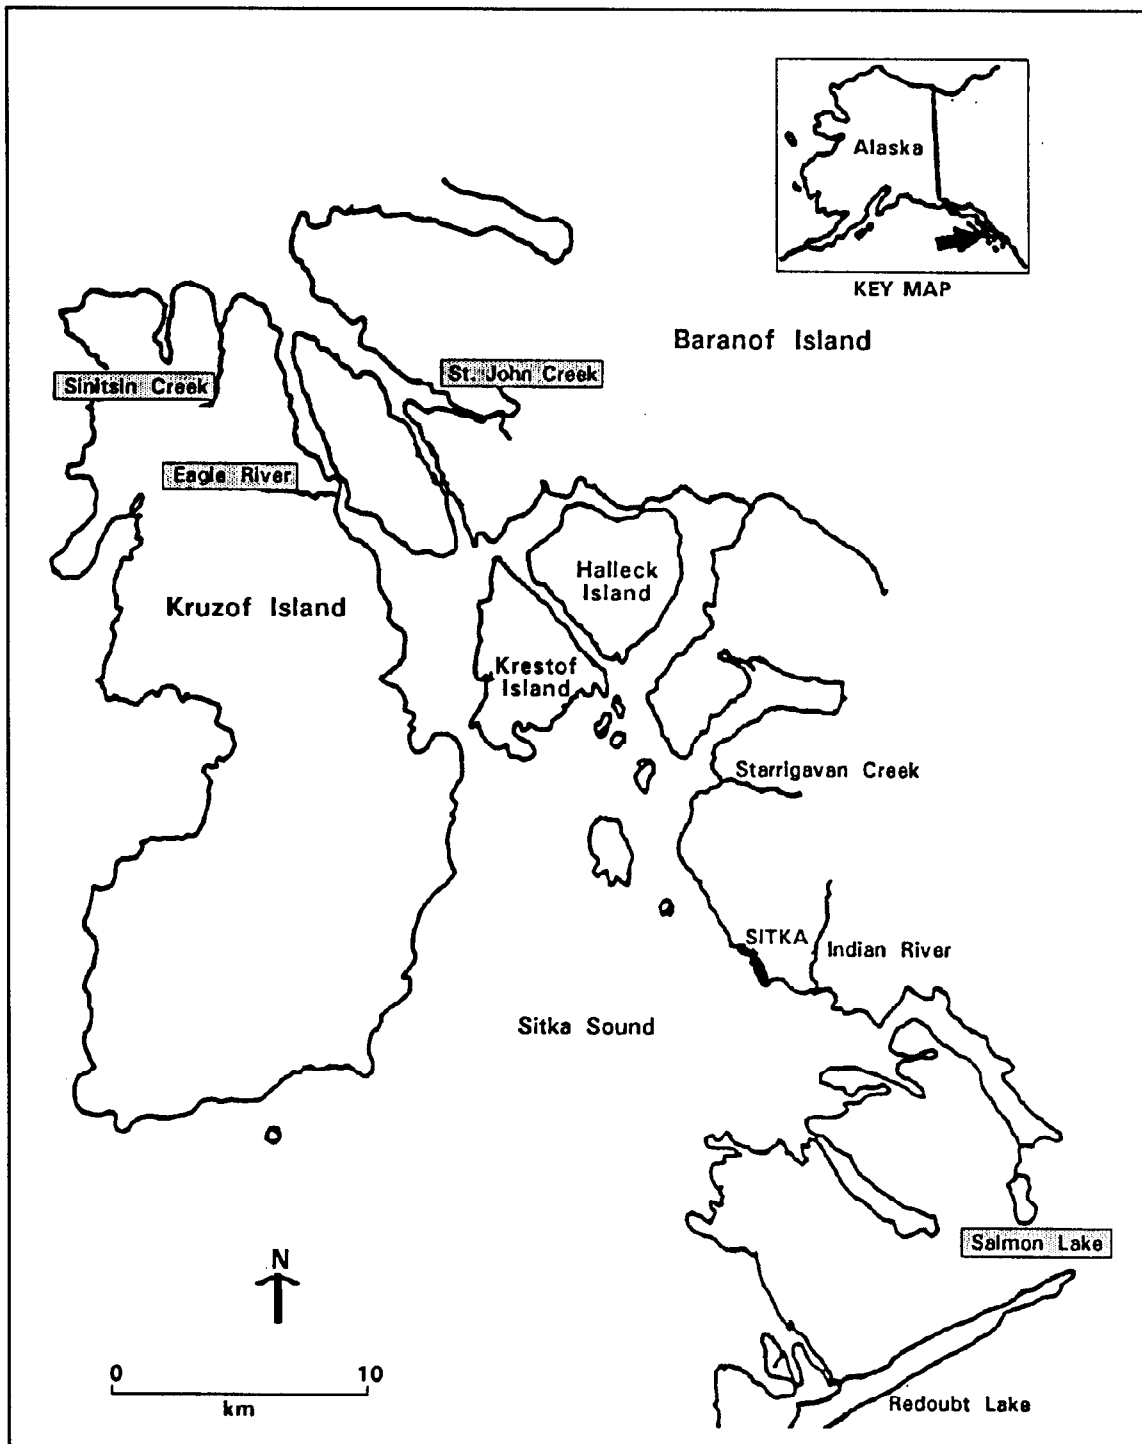 Alaska
KEY MAP
Baranof Island
St. John Creek
Sinitsin Creek
Eagle River
Halleck
Island
Kruzof Island
Krestof
Island
Starrigavan Creek
SITKA
Indian River
Sitka Sound
Salmon Lake
N
0 10
km
Redoubt Lake